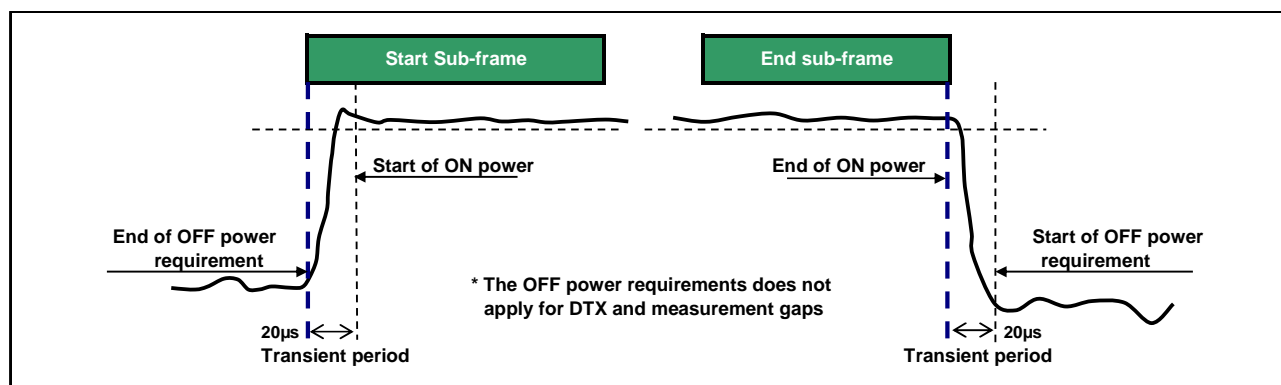 Start Sub-frame
End sub-frame
Start of ON power
End of ON power
End of OFF power
requirement
Start of OFF power
requirement
* The OFF power requirements does not
apply for DTX and measurement gaps
20µs
Transient period
20µs
Transient period